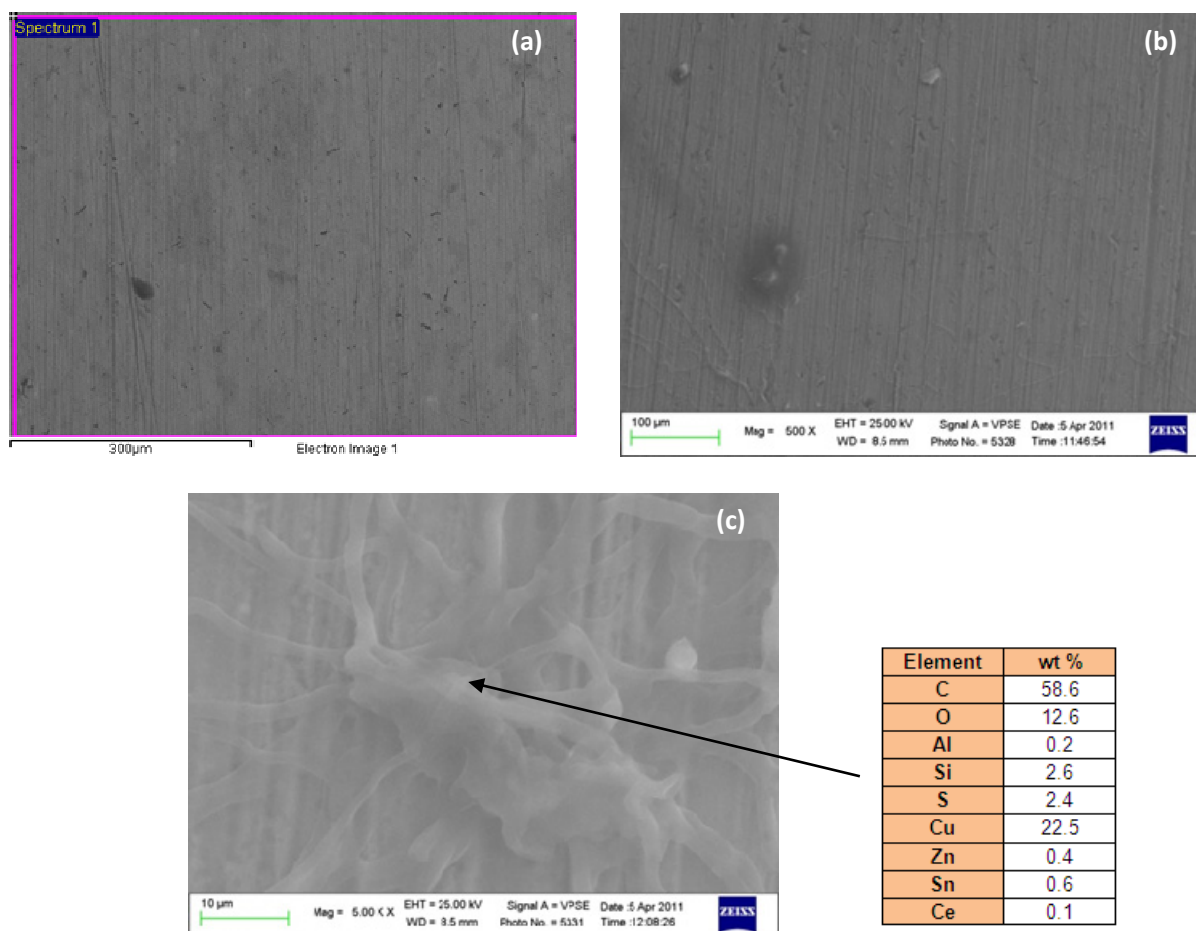 Spectrum 1
(a)
300µm
Electron Image 1
(b)
100 µm
Mag = 500 X
EHT = 25.00 kV
WD = 8.5 mm
Signal A = VPSE
Photo No. = 5328
Date :5 Apr 2011
Time :11:46:54
ZEISS
(c)
10 µm
Mag = 5.00 K X
EHT = 25.00 kV
WD = 8.5 mm
Signal A = VPSE
Photo No. = 5331
Date :5 Apr 2011
Time :12:08:26
ZEISS
Element wt %
C 58.6
O 12.6
Al 0.2
Si 2.6
S 2.4
Cu 22.5
Zn 0.4
Sn 0.6
Ce 0.1